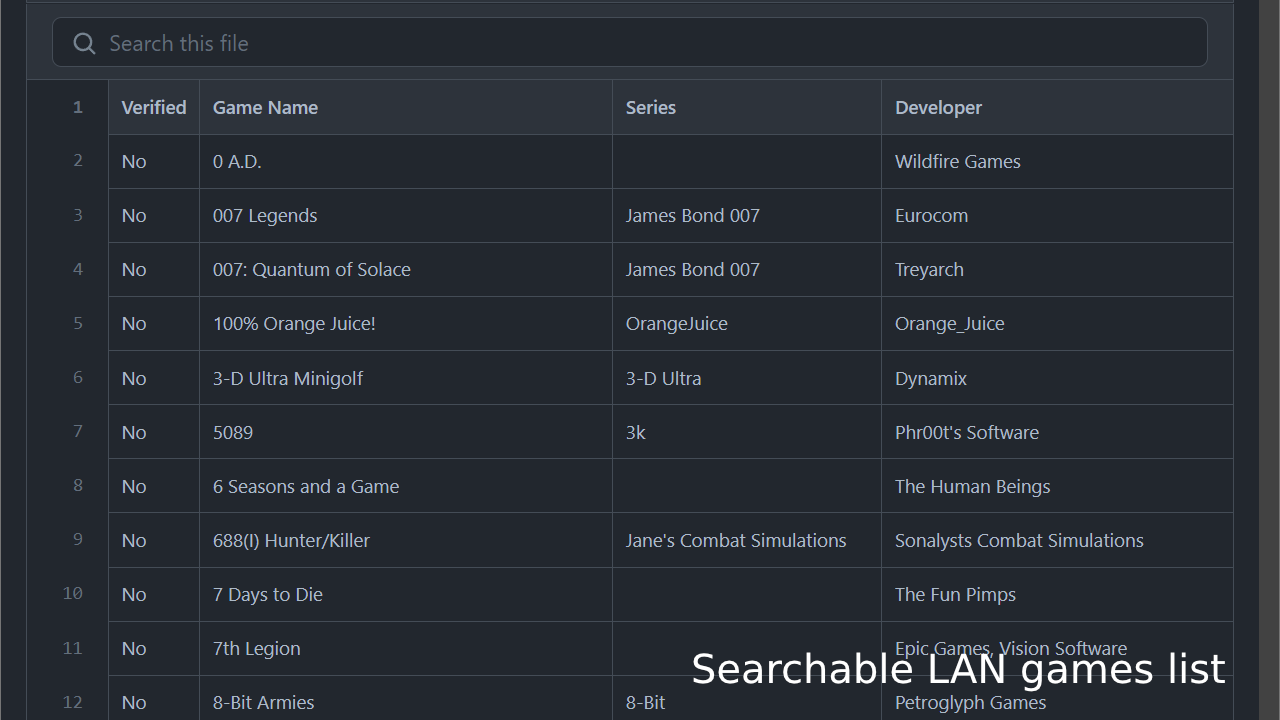 Search this file
1 Verified Game Name Series Developer
2 No 0 A.D. Wildfire Games
3 No 007 Legends James Bond 007 Eurocom
4 No 007: Quantum of Solace James Bond 007 Treyarch
5 No 100% Orange Juice! OrangeJuice Orange_Juice
6 No 3-D Ultra Minigolf 3-D Ultra Dynamix
7 No 5089 3k Phr00t's Software
8 No 6 Seasons and a Game The Human Beings
9 No 688(I) Hunter/Killer Jane's Combat Simulations Sonalysts Combat Simulations
10 No 7 Days to Die The Fun Pimps
11 No 7th Legion Epic Games, Vision Software
Searchable LAN games list
12 No 8-Bit Armies 8-Bit Petroglyph Games